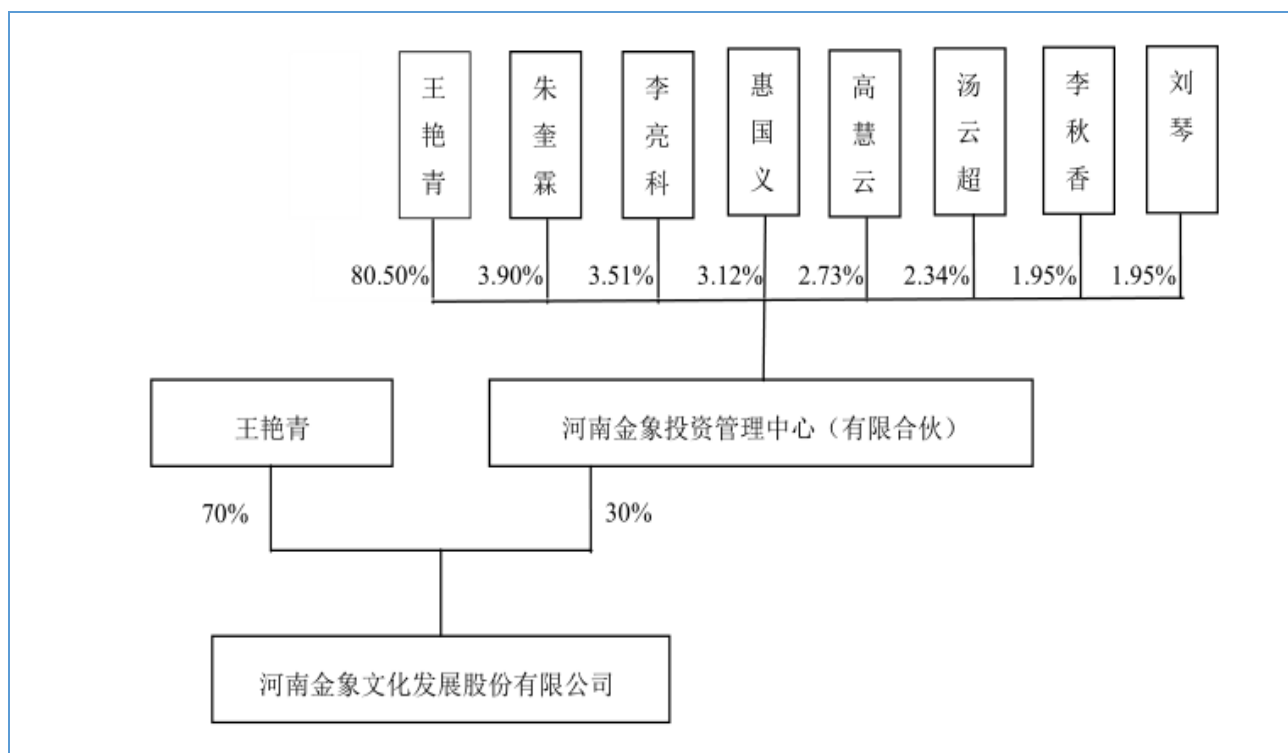 王艳青
朱奎霖
李亮科
惠国义
高慧云
汤云超
李秋香
刘琴
80.50%
3.90%
3.51%
3.12%
2.73%
2.34%
1.95%
1.95%
王艳青
河南金象投资管理中心（有限合伙）
70%
30%
河南金象文化发展股份有限公司